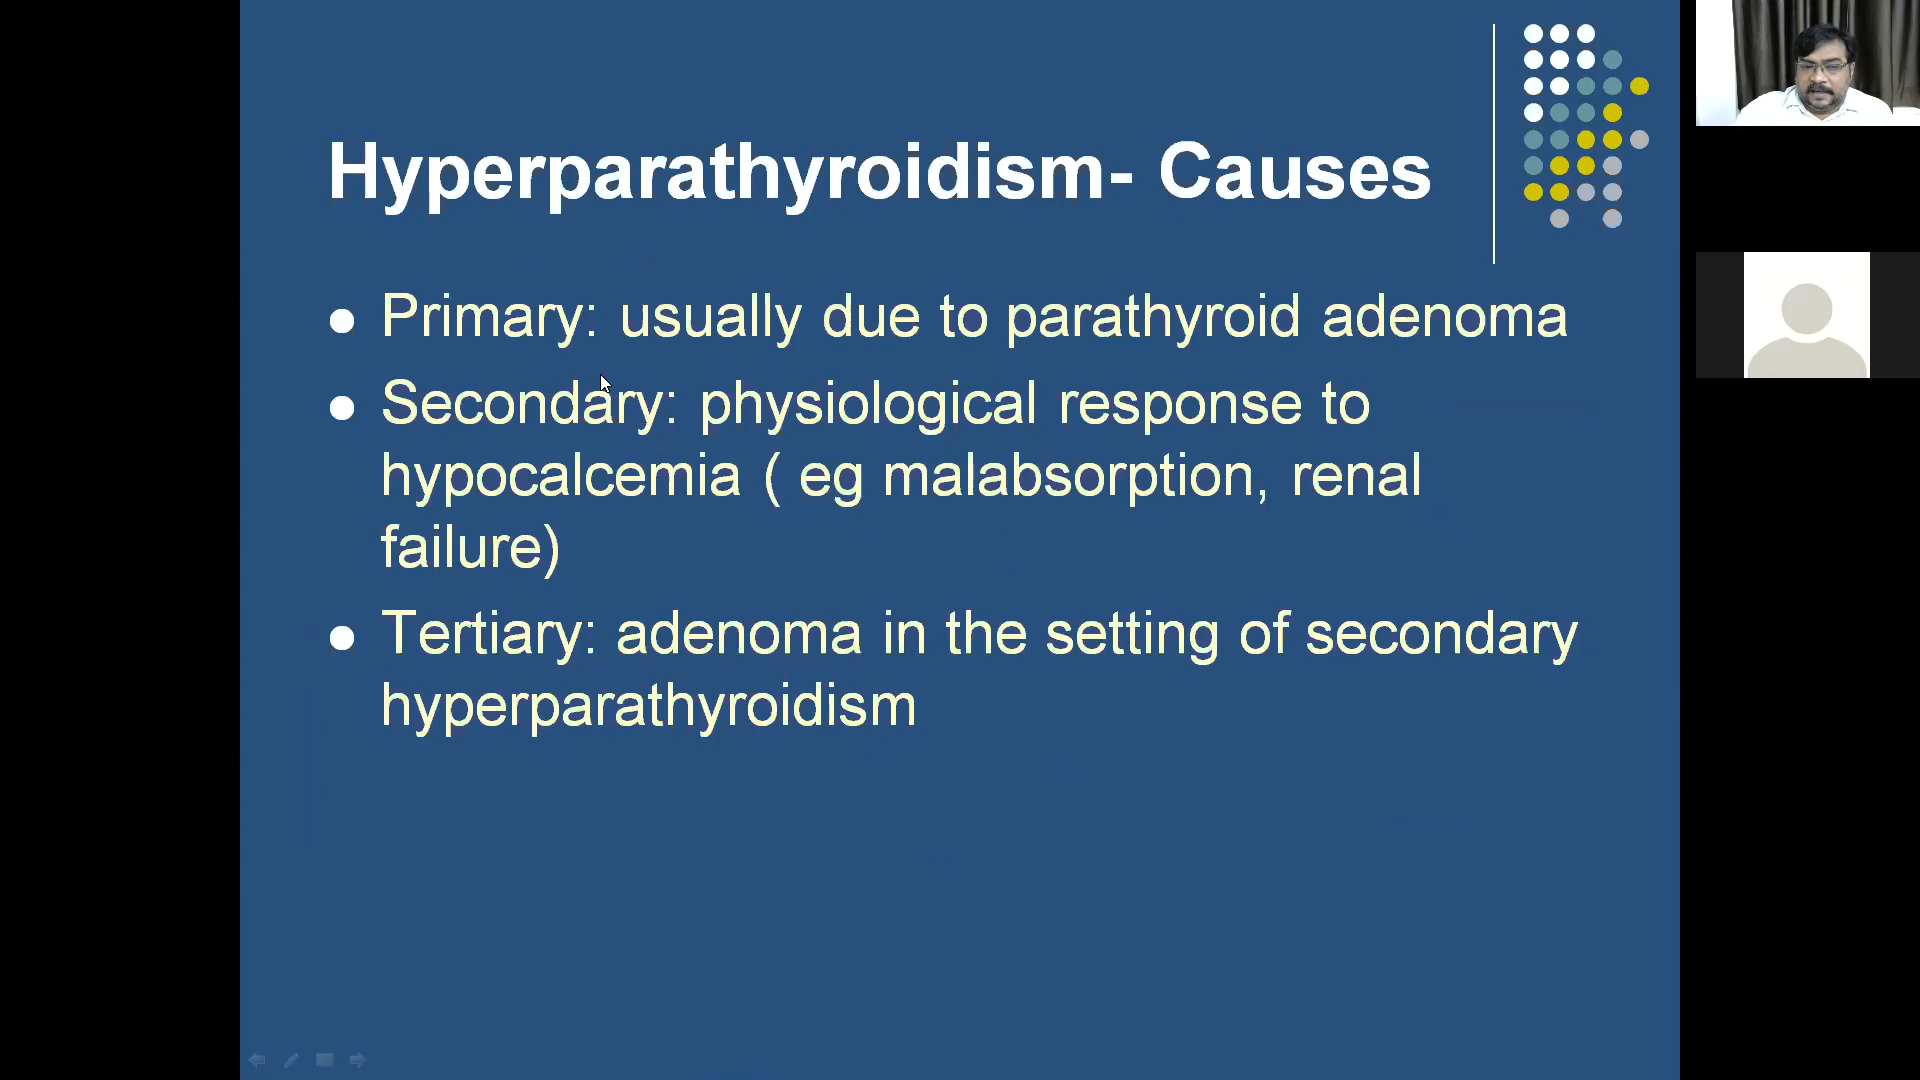 Hyperparathyroidism- Causes
Primary: usually due to parathyroid adenoma
Secondary: physiological response to
hypocalcemia ( eg malabsorption, renal
failure)
Tertiary: adenoma in the setting of secondary
hyperparathyroidism